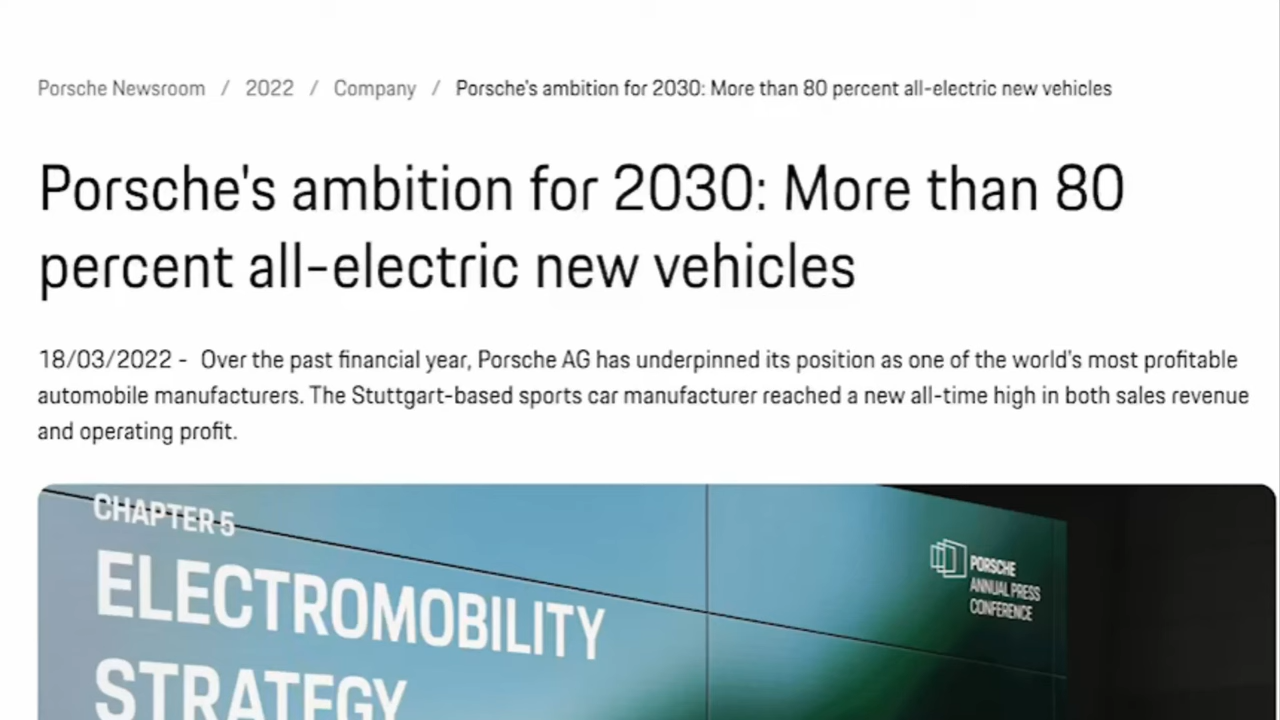 Porsche Newsroom / 2022 / Company / Porsche's ambition for 2030: More than 80 percent all-electric new vehicles
Porsche's ambition for 2030: More than 80
percent all-electric new vehicles
18/03/2022 - Over the past financial year, Porsche AG has underpinned its position as one of the world's most profitable
automobile manufacturers. The Stuttgart-based sports car manufacturer reached a new all-time high in both sales revenue
and operating profit.
CHAPTER 5
ELECTROMOBILITY
STRATEGY
PORSCHE
ANNUAL PRESS
CONFERENCE